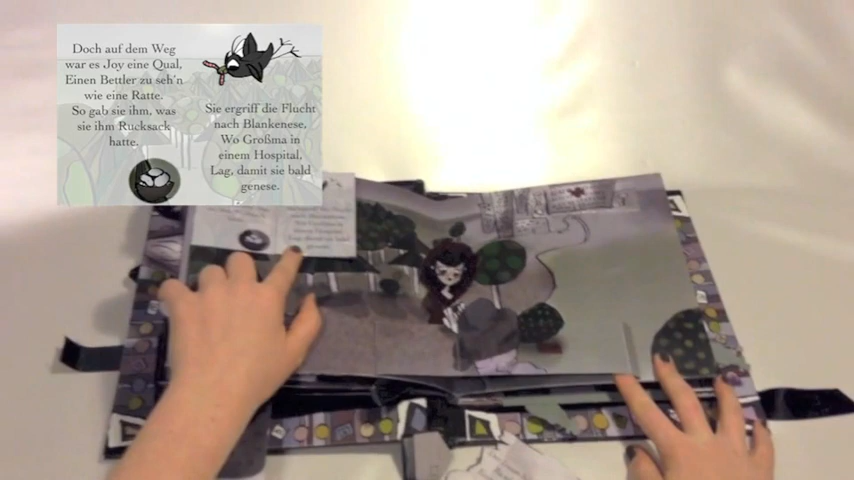 Doch auf dem Weg
war es Joy eine Qual,
Einen Bettler zu seh'n
wie eine Ratte.
So gab sie ihm, was
sie ihm Rucksack
hatte.
Sie ergriff die Flucht
nach Blankenese,
Wo Großma in
einem Hospital,
Lag, damit sie bald
genese.